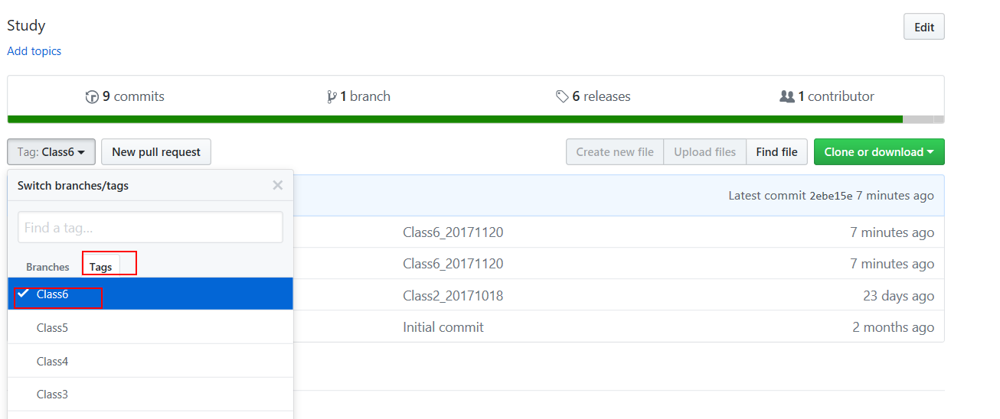 Study
Edit
Add topics
9 commits
1 branch
6 releases
1 contributor
Tag: Class6
New pull request
Create new file
Upload files
Find file
Clone or download
Switch branches/tags
Latest commit 2ebe15e 7 minutes ago
Find a tag...
Class6_20171120 7 minutes ago
Branches
Tags
Class6_20171120 7 minutes ago
Class6
Class2_20171018 23 days ago
Class5
Initial commit 2 months ago
Class4
Class3